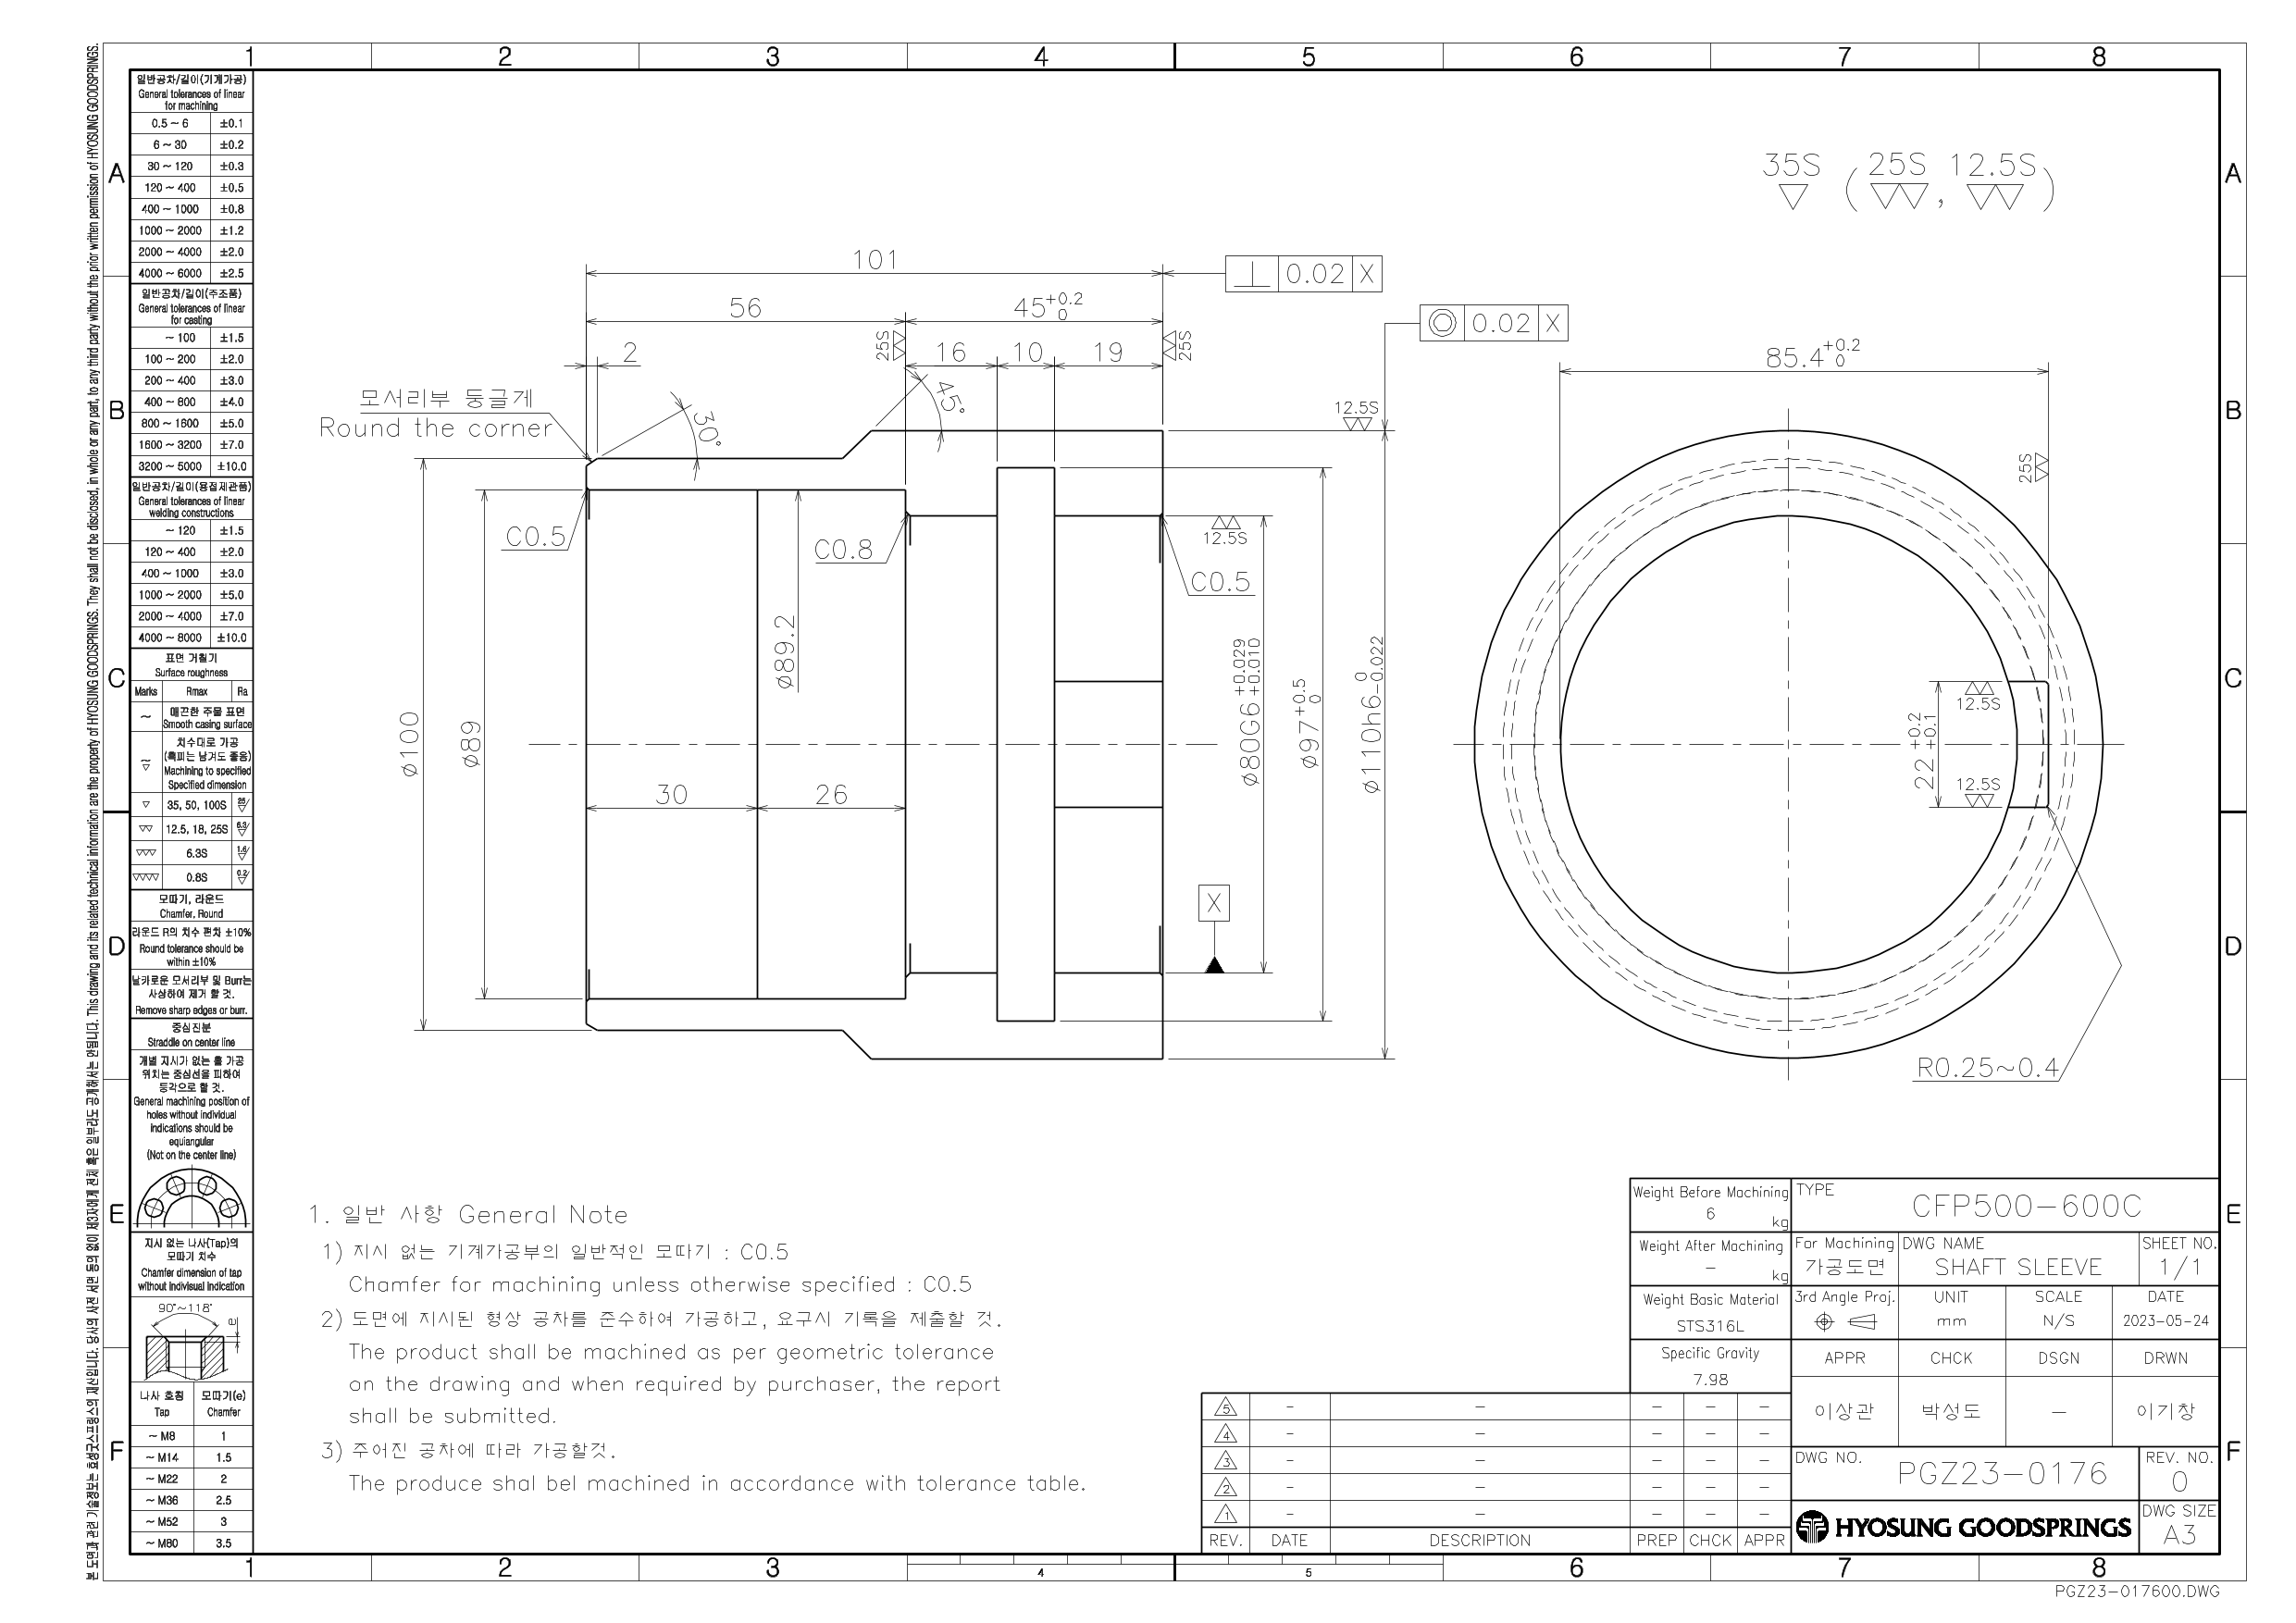 1 2 3 4 5 6 7 8
A
B
C
D
E
F
본 도면과 관련 기술정보는 효성굿스프링스의 재산입니다. 당사의 사전 서면 동의 없이 제3자에게 전체 혹은 일부라도 공개해서는 안됩니다. This drawing and its related technical information are the property of HYOSUNG GOODSPRINGS. They shall not be disclosed, in whole or any part, to any third party without the prior written permission of HYOSUNG GOODSPRINGS.
일반공차/길이(기계가공)
General tolerances of linear
for machining
0.5 ~ 6 ±0.1
6 ~ 30 ±0.2
30 ~ 120 ±0.3
120 ~ 400 ±0.5
400 ~ 1000 ±0.8
1000 ~ 2000 ±1.2
2000 ~ 4000 ±2.0
4000 ~ 6000 ±2.5
일반공차/길이(주조품)
General tolerances of linear
for casting
~ 100 ±1.5
100 ~ 200 ±2.0
200 ~ 400 ±3.0
400 ~ 800 ±4.0
800 ~ 1600 ±5.0
1600 ~ 3200 ±7.0
3200 ~ 5000 ±10.0
일반공차/길이(용접제관품)
General tolerances of linear
welding constructions
~ 120 ±1.5
120 ~ 400 ±2.0
400 ~ 1000 ±3.0
1000 ~ 2000 ±5.0
2000 ~ 4000 ±7.0
4000 ~ 8000 ±10.0
표면 거칠기
Surface roughness
Marks Rmax Ra
~ 매끈한 주물 표면
Smooth casing surface
치수대로 가공
(흑피는 남겨도 좋음)
Machining to specified
Specified dimension
▽ 35, 50, 100S 25
▽▽ 12.5, 18, 25S 6.3
▽▽▽ 6.3S 1.6
▽▽▽▽ 0.8S 0.2
모따기, 라운드
Chamfer, Round
라운드 R의 치수 편차 ±10%
Round tolerance should be
within ±10%
날카로운 모서리부 및 Burr는
사상하여 제거 할 것.
Remove sharp edges or burr.
중심진분
Straddle on center line
개별 지시가 없는 홀 가공
위치는 중심선을 피하여
등각으로 할 것.
General machining position of
holes without individual
indications should be
equiangular
(Not on the center line)
지시 없는 나사(Tap)의
모따기 치수
Chamfer dimension of tap
without indivisual indication
90°~118°
e
나사 호칭 모따기(e)
Tap Chamfer
~ M8 1
~ M14 1.5
~ M22 2
~ M36 2.5
~ M52 3
~ M80 3.5
35S (25S, 12.5S)
101
⊥ 0.02 X
56
45 +0.2 0
◎ 0.02 X
2
25S
16 10 19
25S
85.4 +0.2 0
모서리부 둥글게
Round the corner
30°
45°
12.5S
25S
C0.5
C0.8
12.5S
C0.5
ø100
ø89
ø89.2
ø80G6 +0.029 +0.010
ø97 +0.5 0
ø110h6 0 -0.022
12.5S
22 +0.2 +0.1
12.5S
30 26
X
R0.25~0.4
1. 일반 사항 General Note
1) 지시 없는 기계가공부의 일반적인 모따기 : C0.5
Chamfer for machining unless otherwise specified : C0.5
2) 도면에 지시된 형상 공차를 준수하여 가공하고, 요구시 기록을 제출할 것.
The product shall be machined as per geometric tolerance
on the drawing and when required by purchaser, the report
shall be submitted.
3) 주어진 공차에 따라 가공할것.
The produce shal bel machined in accordance with tolerance table.
Weight Before Machining
6 kg
TYPE
CFP500-600C
Weight After Machining
- kg
For Machining
가공도면
DWG NAME
SHAFT SLEEVE
SHEET NO.
1/1
Weight Basic Material
STS316L
3rd Angle Proj.
UNIT
mm
SCALE
N/S
DATE
2023-05-24
Specific Gravity
7.98
APPR CHCK DSGN DRWN
이상관 박성도 - 이기창
5 - - - - -
4 - - - - -
3 - - - - -
2 - - - - -
1 - - - - -
REV. DATE DESCRIPTION PREP CHCK APPR
DWG NO.
PGZ23-0176
REV. NO.
0
HYOSUNG GOODSPRINGS
DWG SIZE
A3
1 2 3 4 5 6 7 8
A
B
C
D
E
F
PGZ23-017600.DWG